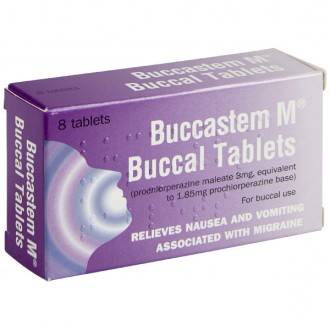 8 tablets
Buccastem M®
Buccal Tablets
(prochlorperazine maleate 3mg, equivalent
to 1.85mg prochlorperazine base)
For buccal use
RELIEVES NAUSEA AND VOMITING
ASSOCIATED WITH MIGRAINE
Buccastem M®
Buccal Tablets